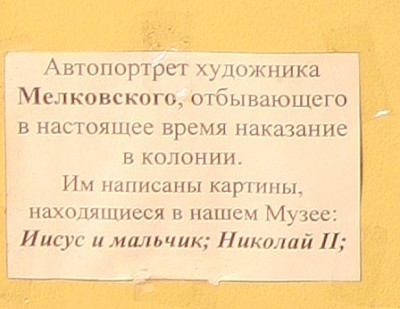 Автопортрет художника
Мелковского, отбывающего
в настоящее время наказание
в колонии.
Им написаны картины,
находящиеся в нашем Музее:
Иисус и мальчик; Николай II;